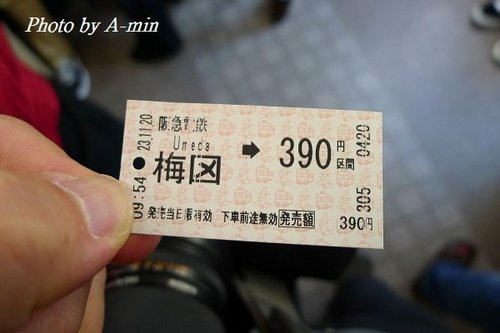 Photo by A-min
23.11.20
09:54
阪急電鉄
Umeda
梅田 ➡ 390円区間
0420
305
発売当日限有効 下車前途無効 発売額 390円